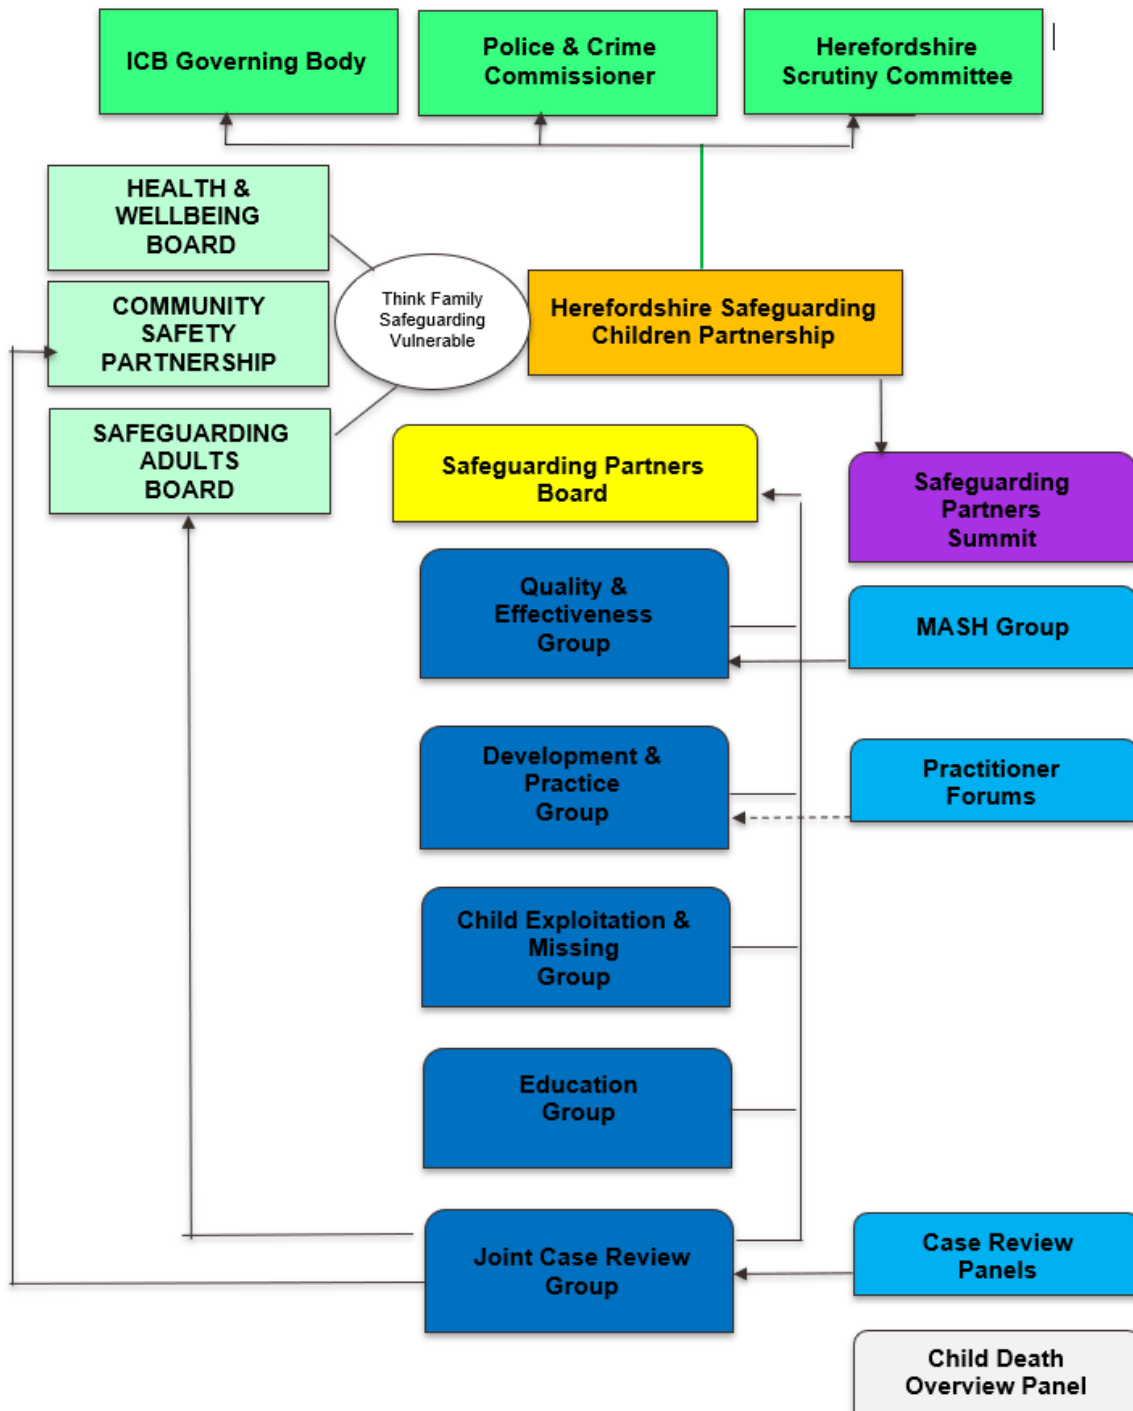 ICB Governing Body
Police & Crime
Commissioner
Herefordshire
Scrutiny Committee
HEALTH &
WELLBEING
BOARD
COMMUNITY
SAFETY
PARTNERSHIP
SAFEGUARDING
ADULTS
BOARD
Think Family
Safeguarding
Vulnerable
Herefordshire Safeguarding
Children Partnership
Safeguarding Partners
Board
Safeguarding
Partners
Summit
Quality &
Effectiveness
Group
MASH Group
Development &
Practice
Group
Practitioner
Forums
Child Exploitation &
Missing
Group
Education
Group
Joint Case Review
Group
Case Review
Panels
Child Death
Overview Panel